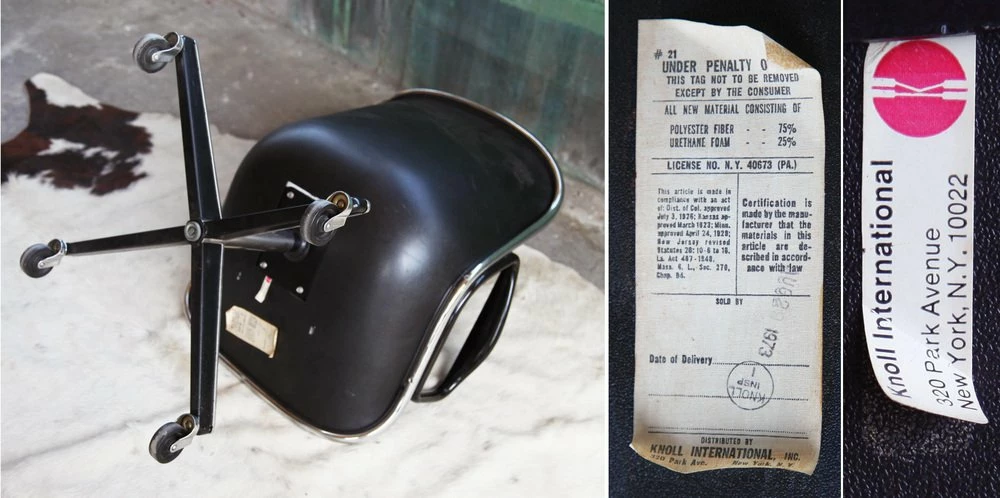 # 21
UNDER PENALTY O
THIS TAG NOT TO BE REMOVED
EXCEPT BY THE CONSUMER
ALL NEW MATERIAL CONSISTING OF
POLYESTER FIBER - - 75%
URETHANE FOAM - - 25%
LICENSE NO. N.Y. 40673 (PA.)
This article is made in
compliance with an act
of Dist. of Col. approved
July 3, 1926; Kansas ap-
proved March 1923; Minn.
approved April 24, 1929;
New Jersey revised
Statutes 26:10-6 to 18.
La. Act 467-1948,
Mass. G. L., Sec. 270,
Chap. 94.
Certification is
made by the manu-
facturer that the
materials in this
article are de-
scribed in accord-
ance with law
SOLD BY
1973
Date of Delivery
KNOLL
1
INSP
DISTRIBUTED BY
KNOLL INTERNATIONAL, INC.
320 Park Ave. New York, N. Y.
Knoll International
320 Park Avenue
New York, N.Y. 10022